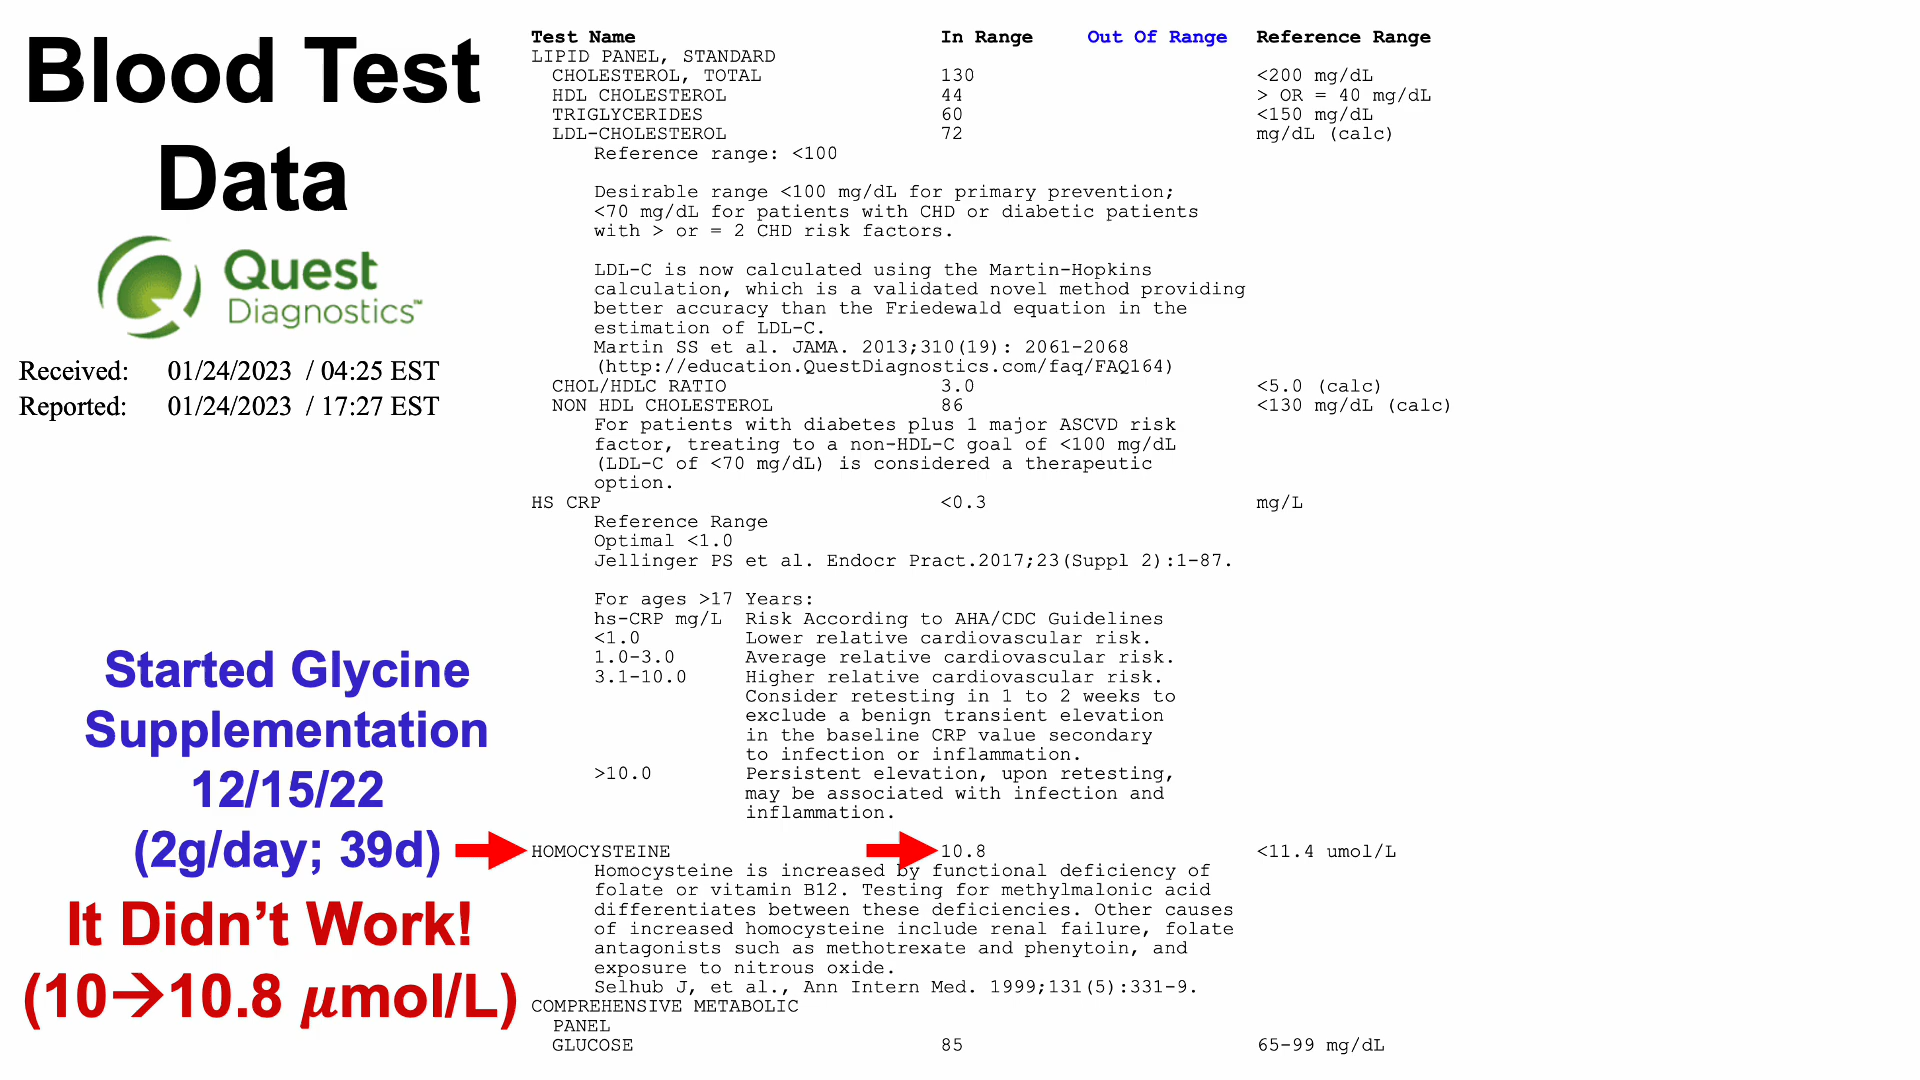 Blood Test
Data
Quest
Diagnostics™
Received: 01/24/2023 / 04:25 EST
Reported: 01/24/2023 / 17:27 EST
Started Glycine
Supplementation
12/15/22
(2g/day; 39d)
It Didn't Work!
(10→10.8 µmol/L)
Test Name In Range Out Of Range Reference Range
LIPID PANEL, STANDARD
CHOLESTEROL, TOTAL 130 <200 mg/dL
HDL CHOLESTEROL 44 > OR = 40 mg/dL
TRIGLYCERIDES 60 <150 mg/dL
LDL-CHOLESTEROL 72 mg/dL (calc)
Reference range: <100
Desirable range <100 mg/dL for primary prevention;
<70 mg/dL for patients with CHD or diabetic patients
with > or = 2 CHD risk factors.
LDL-C is now calculated using the Martin-Hopkins
calculation, which is a validated novel method providing
better accuracy than the Friedewald equation in the
estimation of LDL-C.
Martin SS et al. JAMA. 2013;310(19): 2061-2068
(http://education.QuestDiagnostics.com/faq/FAQ164)
CHOL/HDLC RATIO 3.0 <5.0 (calc)
NON HDL CHOLESTEROL 86 <130 mg/dL (calc)
For patients with diabetes plus 1 major ASCVD risk
factor, treating to a non-HDL-C goal of <100 mg/dL
(LDL-C of <70 mg/dL) is considered a therapeutic
option.
HS CRP <0.3 mg/L
Reference Range
Optimal <1.0
Jellinger PS et al. Endocr Pract.2017;23(Suppl 2):1-87.
For ages >17 Years:
hs-CRP mg/L Risk According to AHA/CDC Guidelines
<1.0 Lower relative cardiovascular risk.
1.0-3.0 Average relative cardiovascular risk.
3.1-10.0 Higher relative cardiovascular risk.
Consider retesting in 1 to 2 weeks to
exclude a benign transient elevation
in the baseline CRP value secondary
to infection or inflammation.
>10.0 Persistent elevation, upon retesting,
may be associated with infection and
inflammation.
HOMOCYSTEINE 10.8 <11.4 umol/L
Homocysteine is increased by functional deficiency of
folate or vitamin B12. Testing for methylmalonic acid
differentiates between these deficiencies. Other causes
of increased homocysteine include renal failure, folate
antagonists such as methotrexate and phenytoin, and
exposure to nitrous oxide.
Selhub J, et al., Ann Intern Med. 1999;131(5):331-9.
COMPREHENSIVE METABOLIC
PANEL
GLUCOSE 85 65-99 mg/dL